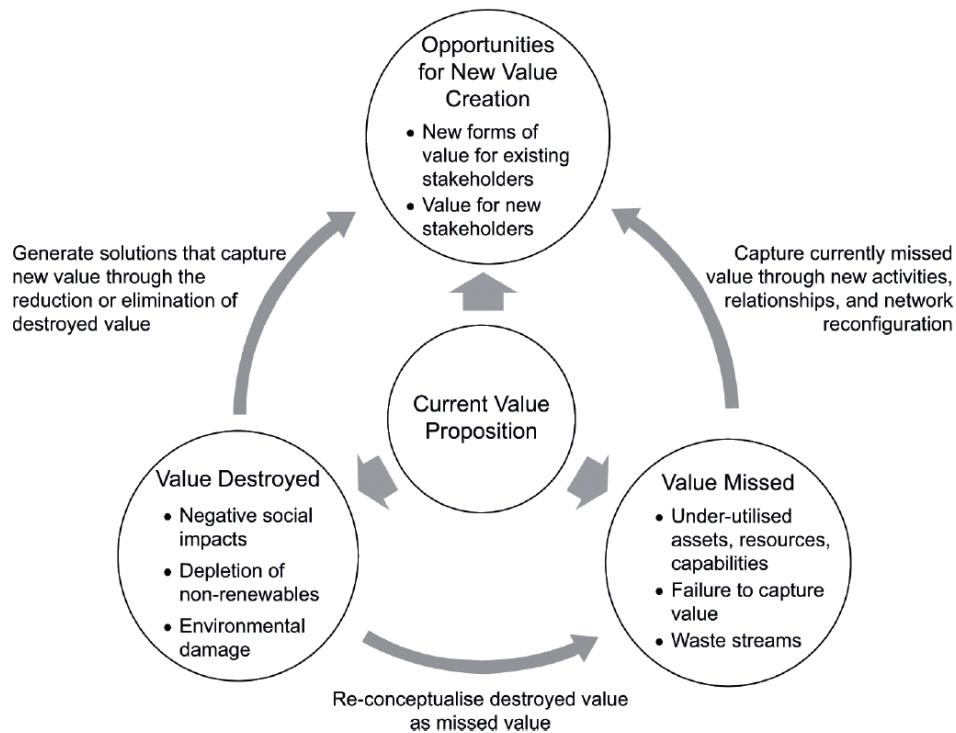 Opportunities
for New Value
Creation
• New forms of
value for existing
stakeholders
• Value for new
stakeholders
Generate solutions that capture
new value through the
reduction or elimination of
destroyed value
Capture currently missed
value through new activities,
relationships, and network
reconfiguration
Current Value
Proposition
Value Destroyed
• Negative social
impacts
• Depletion of
non-renewables
• Environmental
damage
Value Missed
• Under-utilised
assets, resources,
capabilities
• Failure to capture
value
• Waste streams
Re-conceptualise destroyed value
as missed value